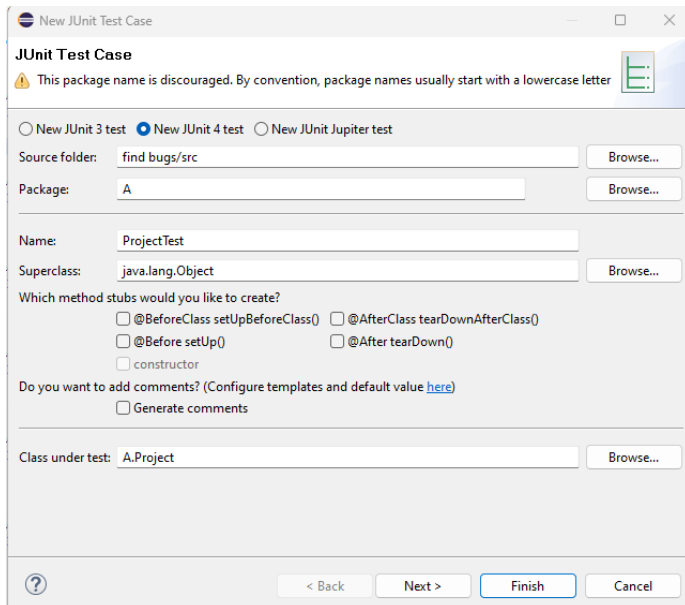 New JUnit Test Case
JUnit Test Case
This package name is discouraged. By convention, package names usually start with a lowercase letter
New JUnit 3 test New JUnit 4 test New JUnit Jupiter test
Source folder: find bugs/src Browse...
Package: A Browse...
Name: ProjectTest
Superclass: java.lang.Object Browse...
Which method stubs would you like to create?
@BeforeClass setUpBeforeClass() @AfterClass tearDownAfterClass()
@Before setUp() @After tearDown()
constructor
Do you want to add comments? (Configure templates and default value here)
Generate comments
Class under test: A.Project Browse...
? < Back Next > Finish Cancel